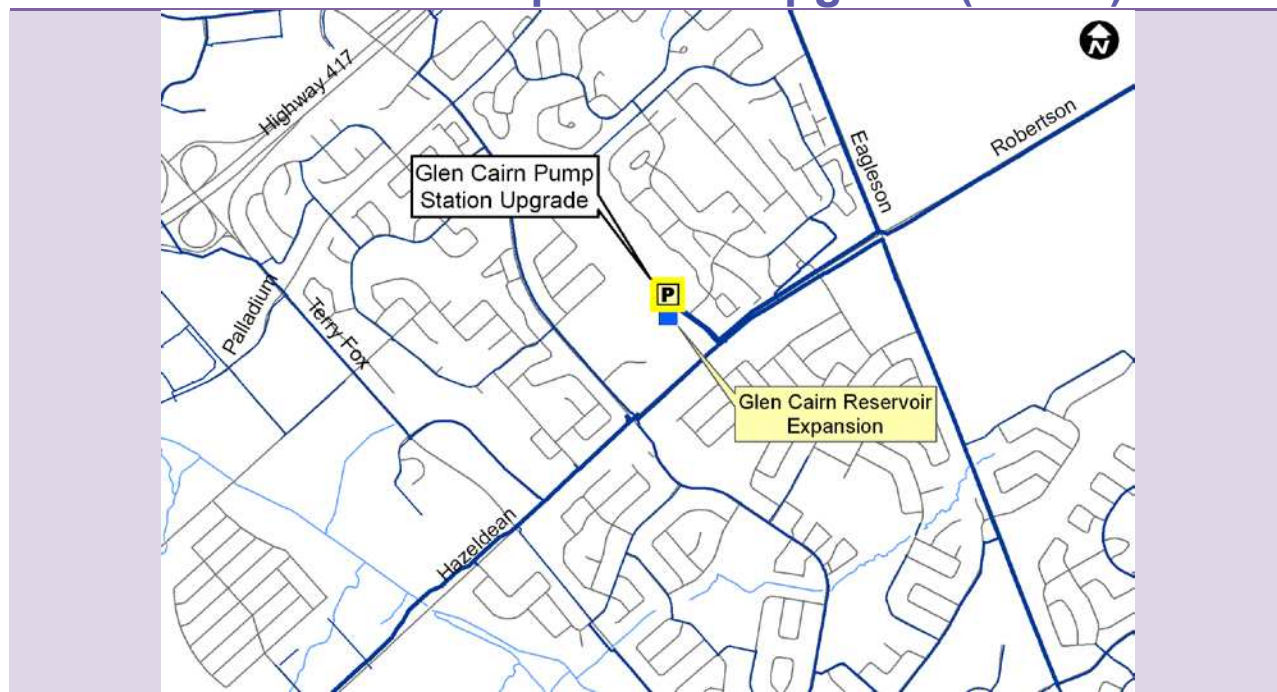 N
Highway 417
Robertson
Eagleson
Glen Cairn Pump
Station Upgrade
P
Palladium
Terry Fox
Glen Cairn Reservoir
Expansion
Hazeldean